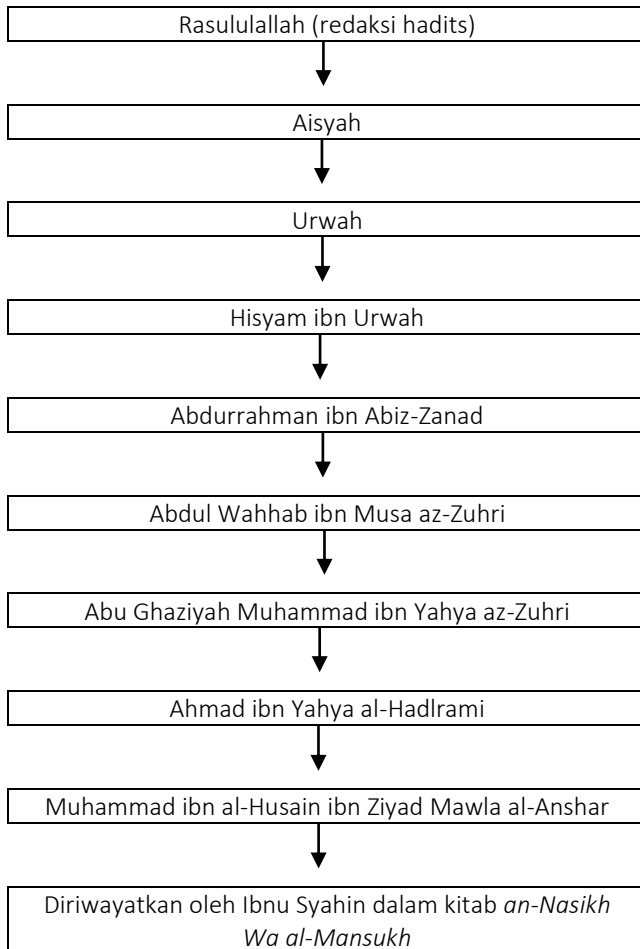 Rasululallah (redaksi hadits)
Aisyah
Urwah
Hisyam ibn Urwah
Abdurrahman ibn Abiz-Zanad
Abdul Wahhab ibn Musa az-Zuhri
Abu Ghaziyah Muhammad ibn Yahya az-Zuhri
Ahmad ibn Yahya al-Hadlrami
Muhammad ibn al-Husain ibn Ziyad Mawla al-Anshar
Diriwayatkan oleh Ibnu Syahin dalam kitab an-Nasikh
Wa al-Mansukh